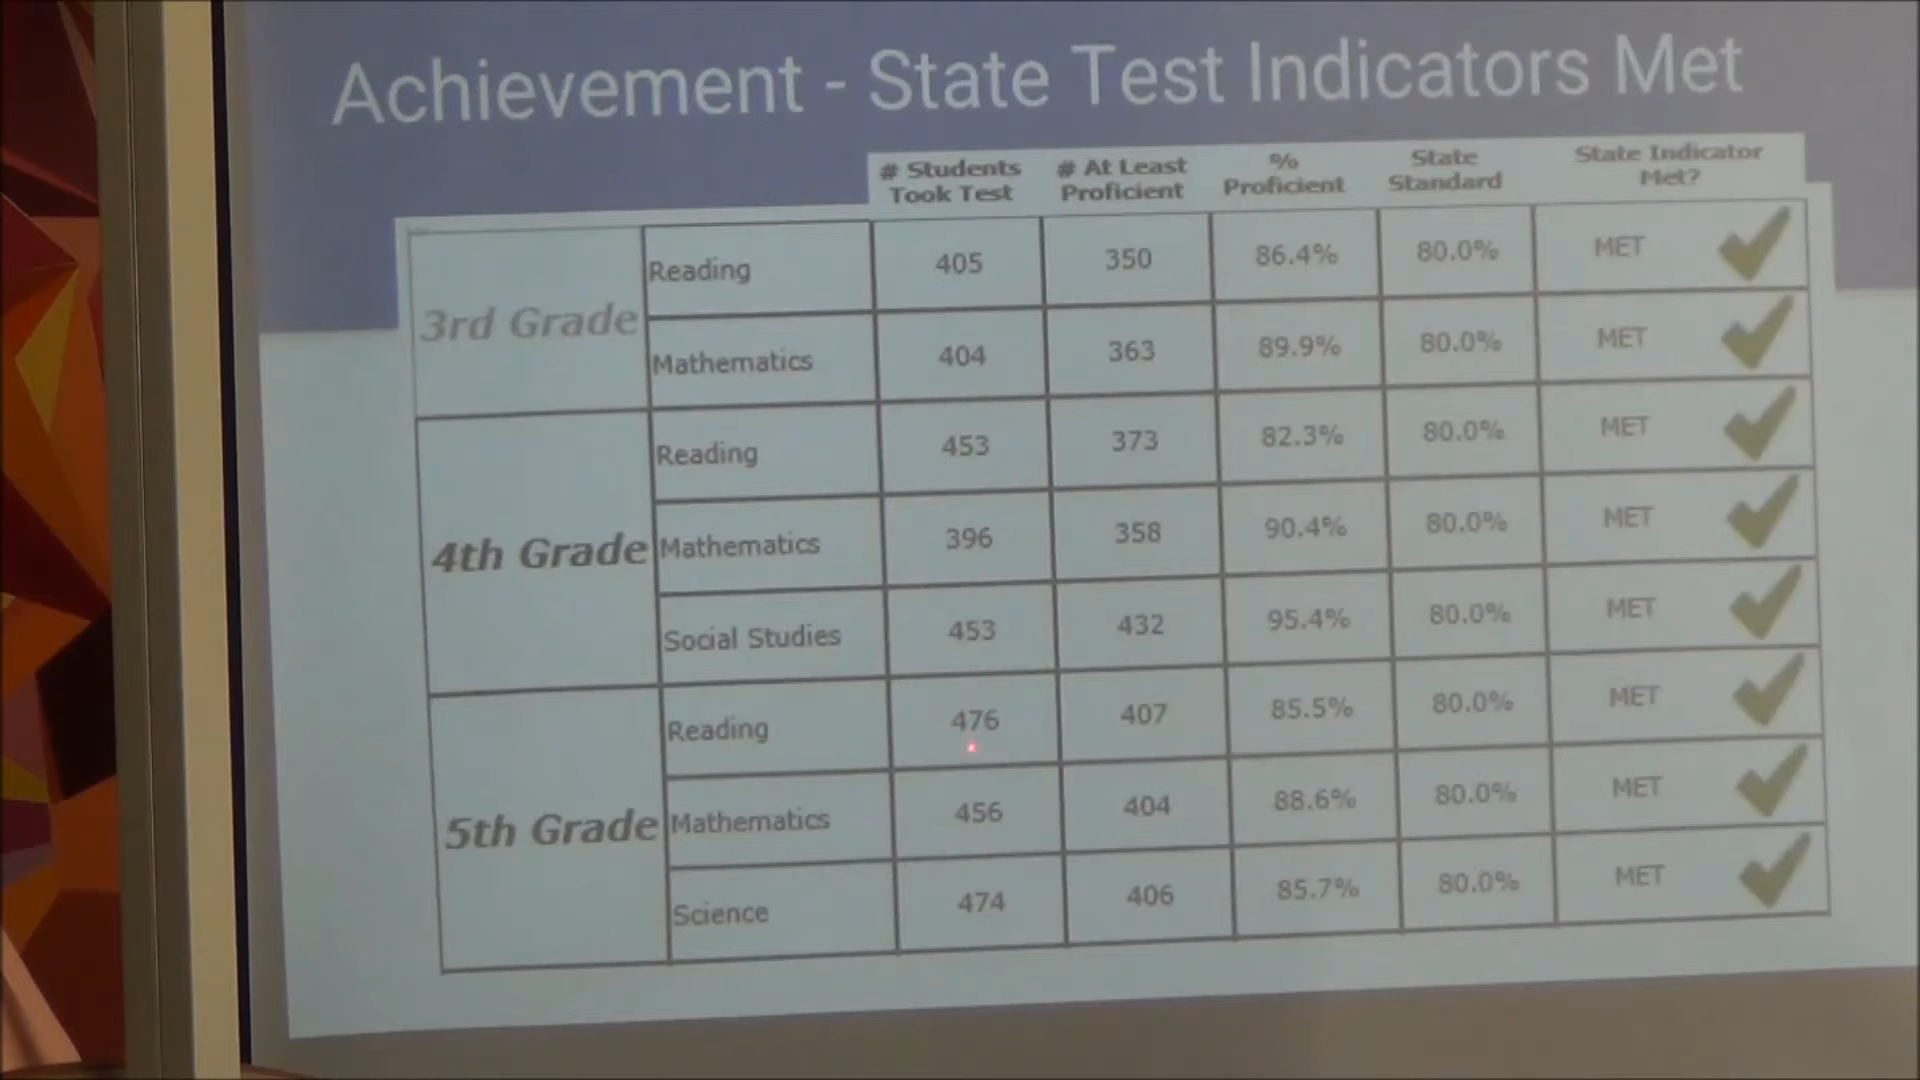 Achievement - State Test Indicators Met
# Students Took Test # At Least Proficient % Proficient State Standard State Indicator Met?
3rd Grade
Reading 405 350 86.4% 80.0% MET
Mathematics 404 363 89.9% 80.0% MET
4th Grade
Reading 453 373 82.3% 80.0% MET
Mathematics 396 358 90.4% 80.0% MET
Social Studies 453 432 95.4% 80.0% MET
5th Grade
Reading 476 407 85.5% 80.0% MET
Mathematics 456 404 88.6% 80.0% MET
Science 474 406 85.7% 80.0% MET